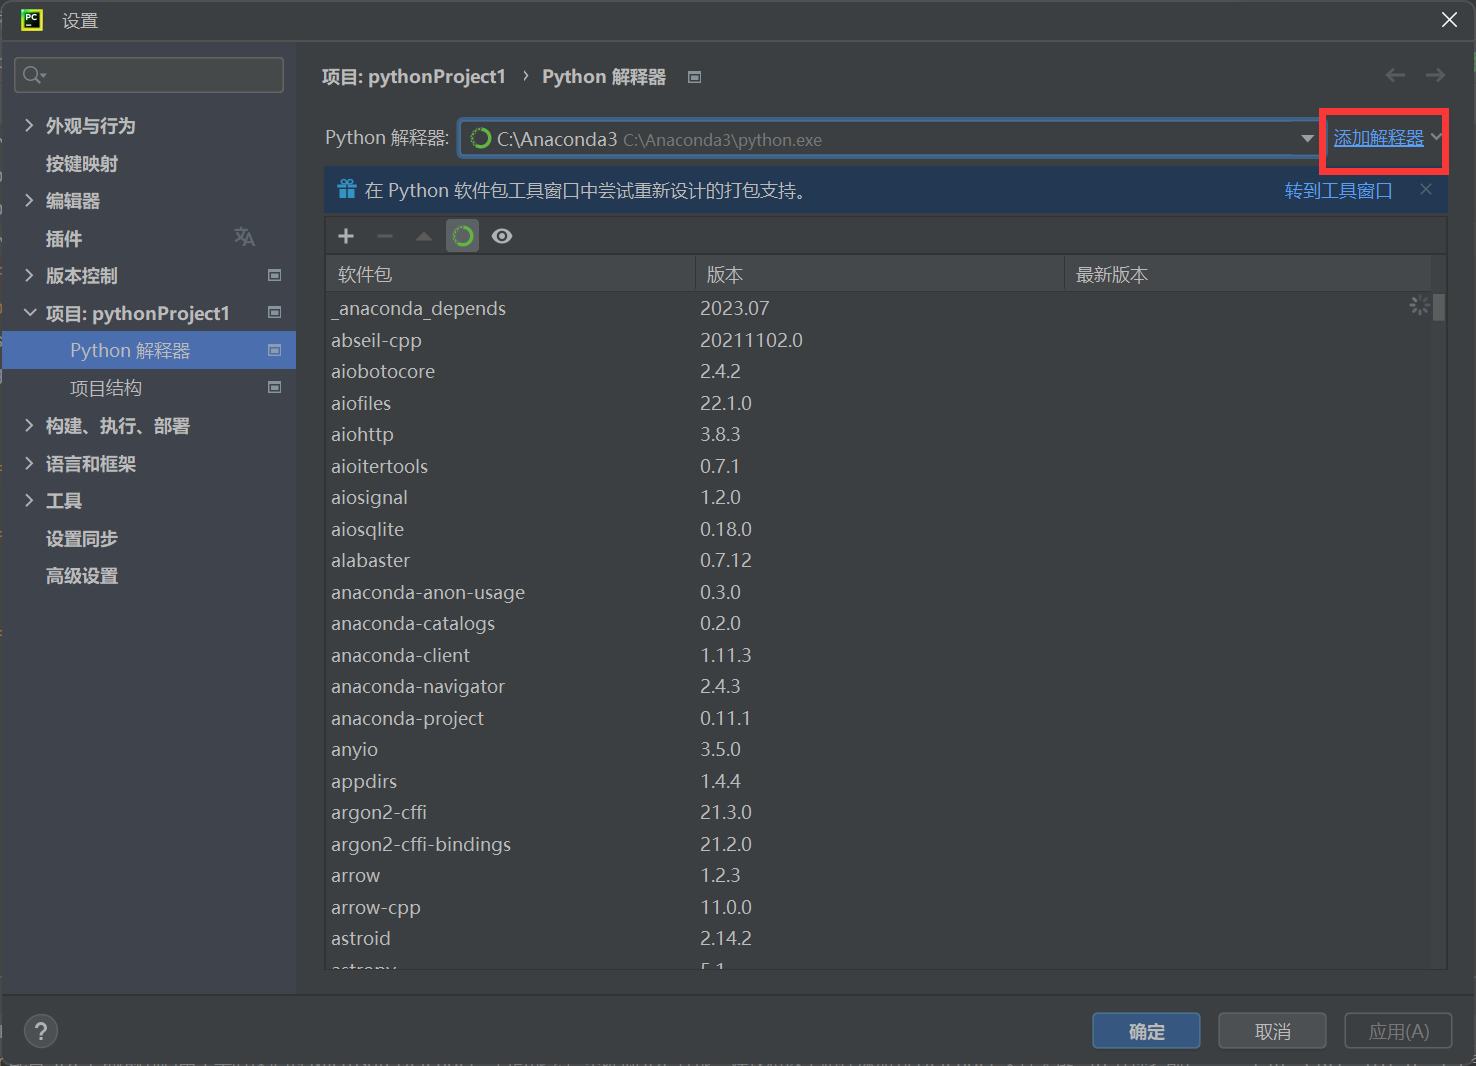 PC
设置
项目: pythonProject1 › Python 解释器
外观与行为
按键映射
编辑器
插件
版本控制
项目: pythonProject1
Python 解释器
项目结构
构建、执行、部署
语言和框架
工具
设置同步
高级设置
Python 解释器: C:\Anaconda3 C:\Anaconda3\python.exe 添加解释器
在 Python 软件包工具窗口中尝试重新设计的打包支持。 转到工具窗口
软件包 版本 最新版本
_anaconda_depends 2023.07
abseil-cpp 20211102.0
aiobotocore 2.4.2
aiofiles 22.1.0
aiohttp 3.8.3
aioitertools 0.7.1
aiosignal 1.2.0
aiosqlite 0.18.0
alabaster 0.7.12
anaconda-anon-usage 0.3.0
anaconda-catalogs 0.2.0
anaconda-client 1.11.3
anaconda-navigator 2.4.3
anaconda-project 0.11.1
anyio 3.5.0
appdirs 1.4.4
argon2-cffi 21.3.0
argon2-cffi-bindings 21.2.0
arrow 1.2.3
arrow-cpp 11.0.0
astroid 2.14.2
astropy 5.1
? 确定 取消 应用(A)